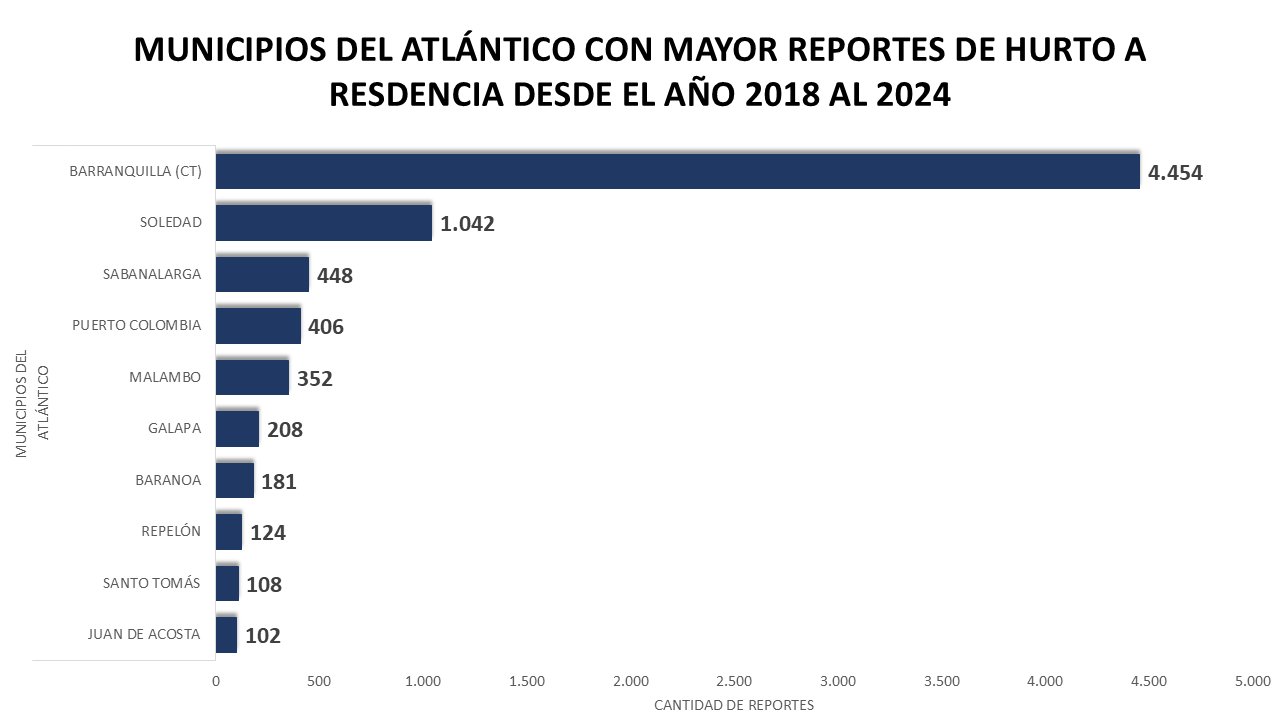 MUNICIPIOS DEL ATLÁNTICO CON MAYOR REPORTES DE HURTO A
RESDENCIA DESDE EL AÑO 2018 AL 2024
BARRANQUILLA (CT) 4.454
SOLEDAD 1.042
SABANALARGA 448
PUERTO COLOMBIA 406
MALAMBO 352
GALAPA 208
BARANOA 181
REPELÓN 124
SANTO TOMÁS 108
JUAN DE ACOSTA 102
MUNICIPIOS DEL
ATLÁNTICO
0 500 1.000 1.500 2.000 2.500 3.000 3.500 4.000 4.500 5.000
CANTIDAD DE REPORTES